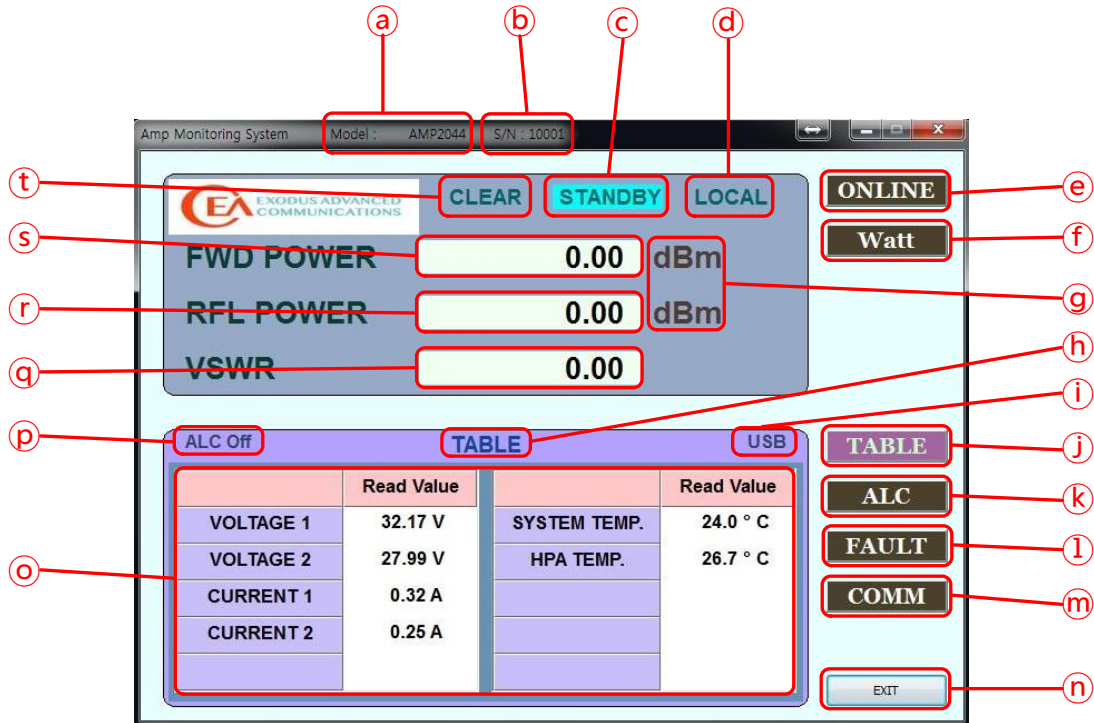 ⓐ ⓑ ⓒ ⓓ
Amp Monitoring System Model : AMP2044 S/N : 10001
ⓣ CLEAR STANDBY LOCAL ONLINE ⓔ
EXODUS ADVANCED
COMMUNICATIONS
ⓢ FWD POWER 0.00 dBm Watt ⓕ
ⓡ RFL POWER 0.00 dBm ⓖ
ⓠ VSWR 0.00 ⓗ
ⓘ
ⓟ ALC Off TABLE USB TABLE ⓙ
Read Value Read Value ALC ⓚ
VOLTAGE 1 32.17 V SYSTEM TEMP. 24.0 ° C
FAULT ⓛ
ⓞ VOLTAGE 2 27.99 V HPA TEMP. 26.7 ° C
CURRENT 1 0.32 A COMM ⓜ
CURRENT 2 0.25 A
EXIT ⓝ